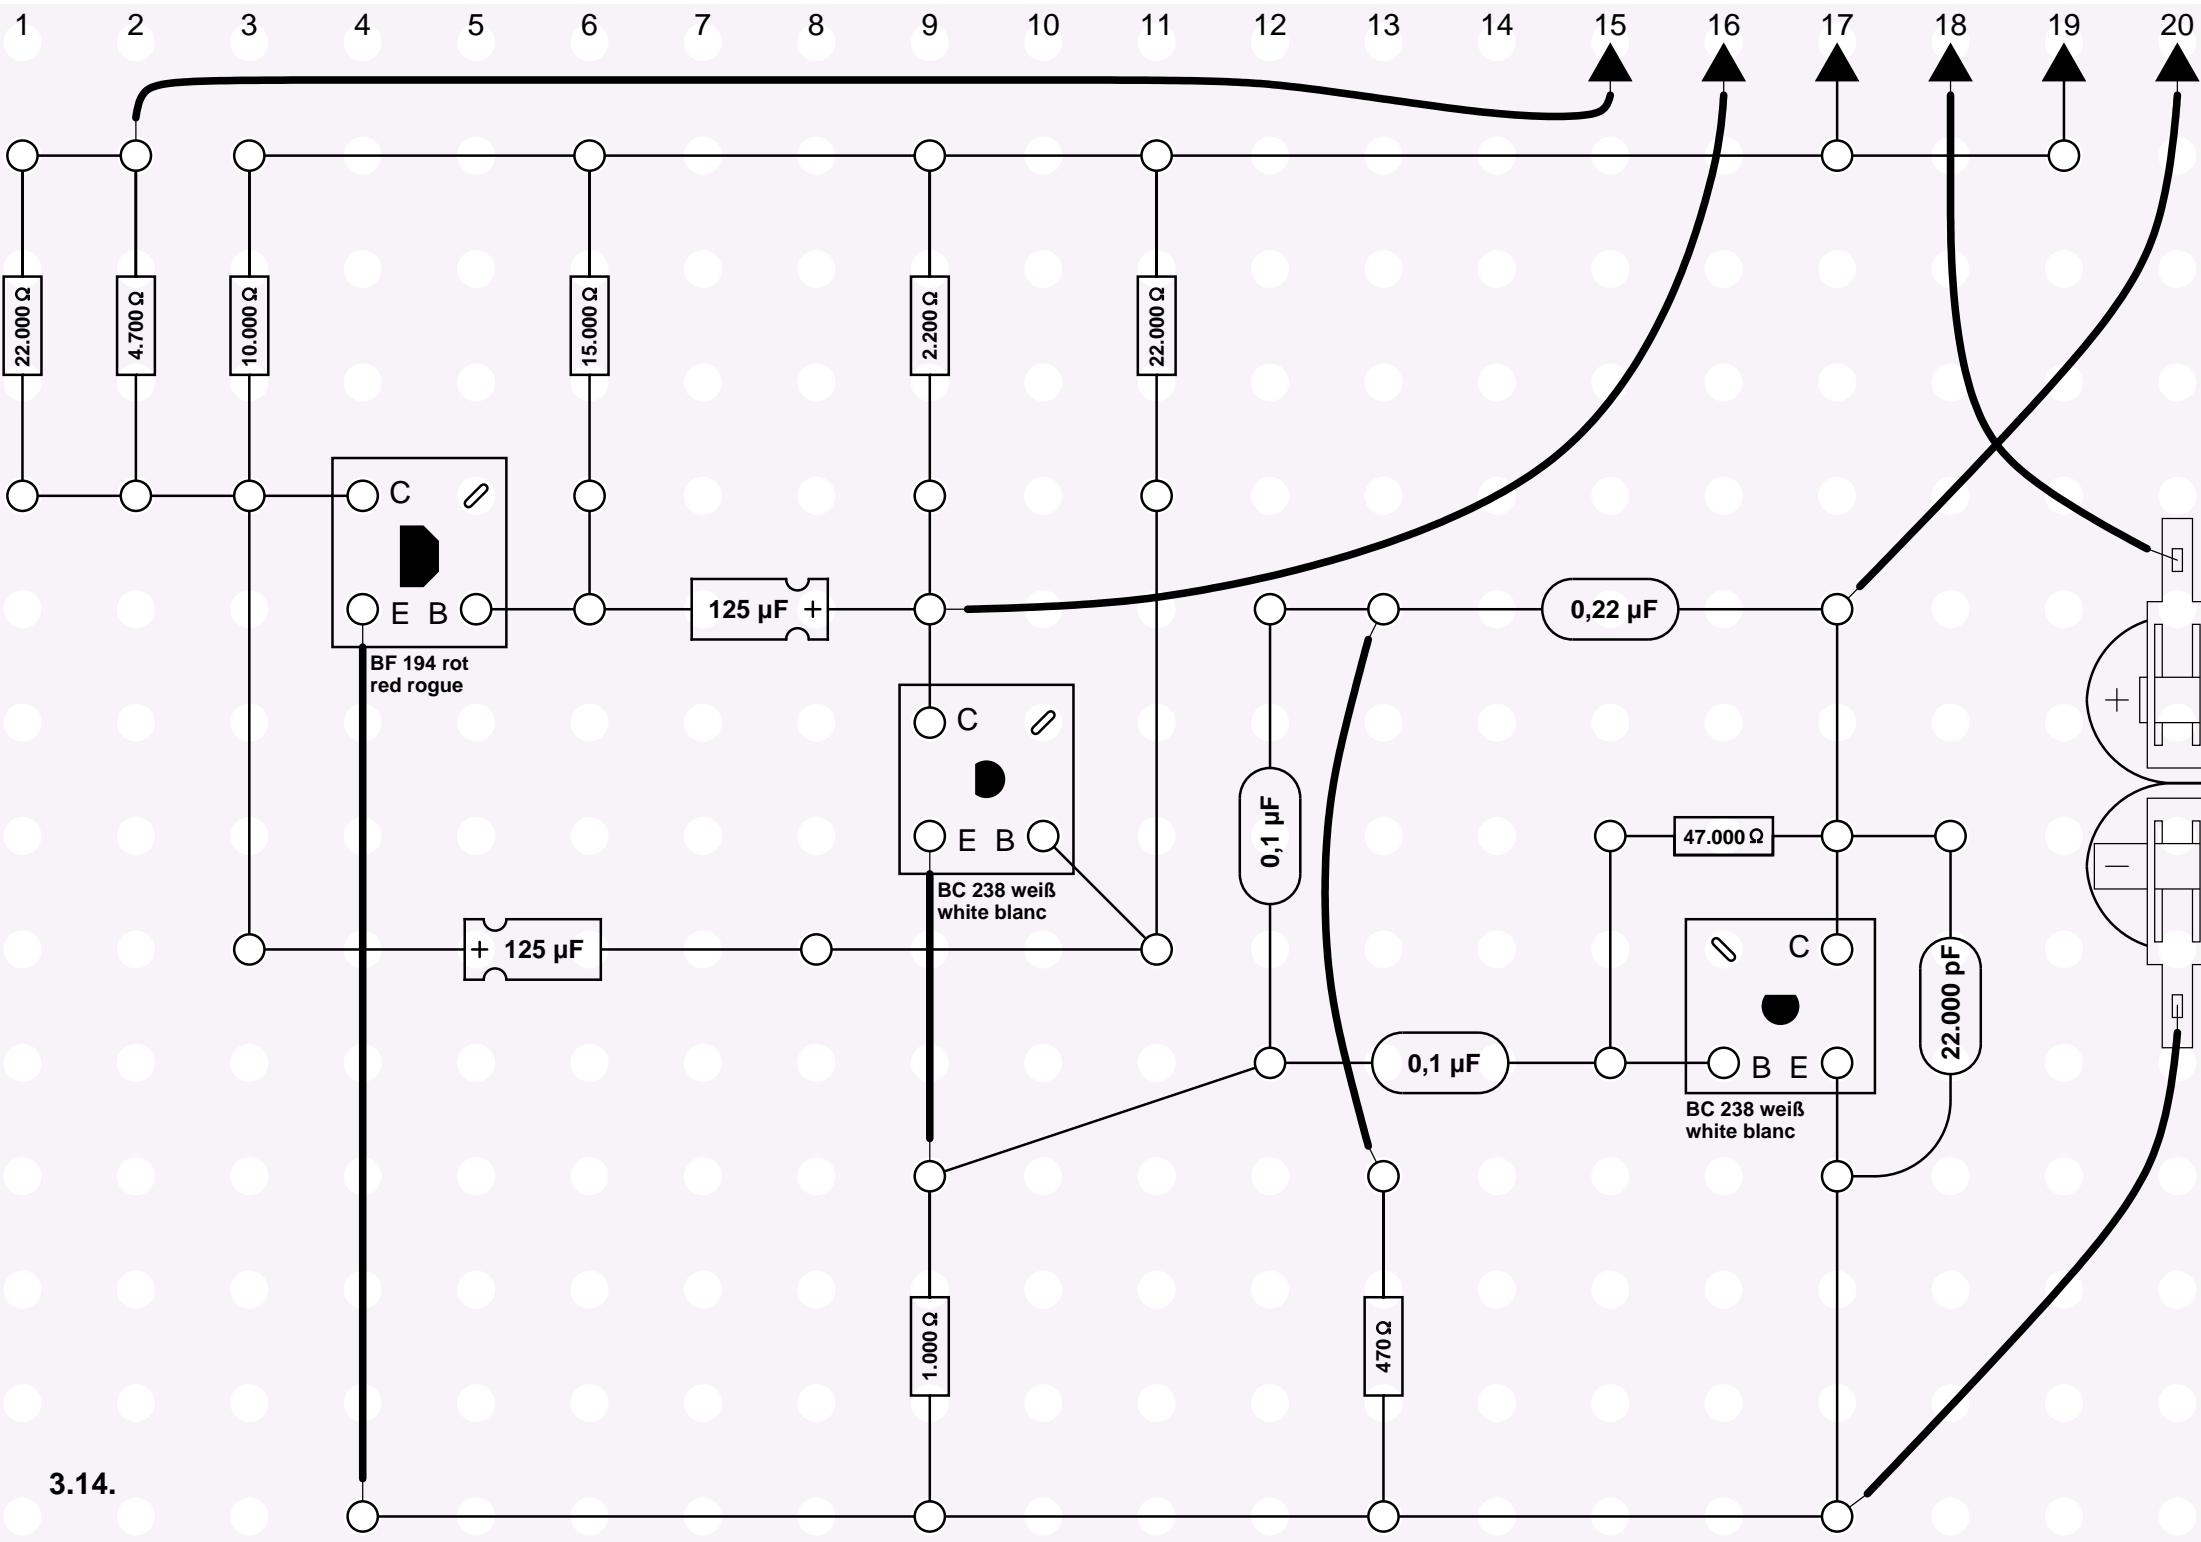 1 2 3 4 5 6 7 8 9 10 11 12 13 14 15 16 17 18 19 20
22.000 Ω
4.700 Ω
10.000 Ω
15.000 Ω
2.200 Ω
22.000 Ω
C
E B
BF 194 rot
red rogue
125 µF +
0,22 µF
C
E B
BC 238 weiß
white blanc
+ 125 µF
0,1 µF
47.000 Ω
+
−
22.000 pF
0,1 µF
C
B E
BC 238 weiß
white blanc
1.000 Ω
470 Ω
3.14.